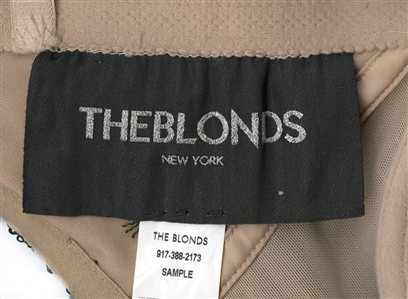 THEBLONDS
NEW YORK
THE BLONDS
917-388-2173
SAMPLE